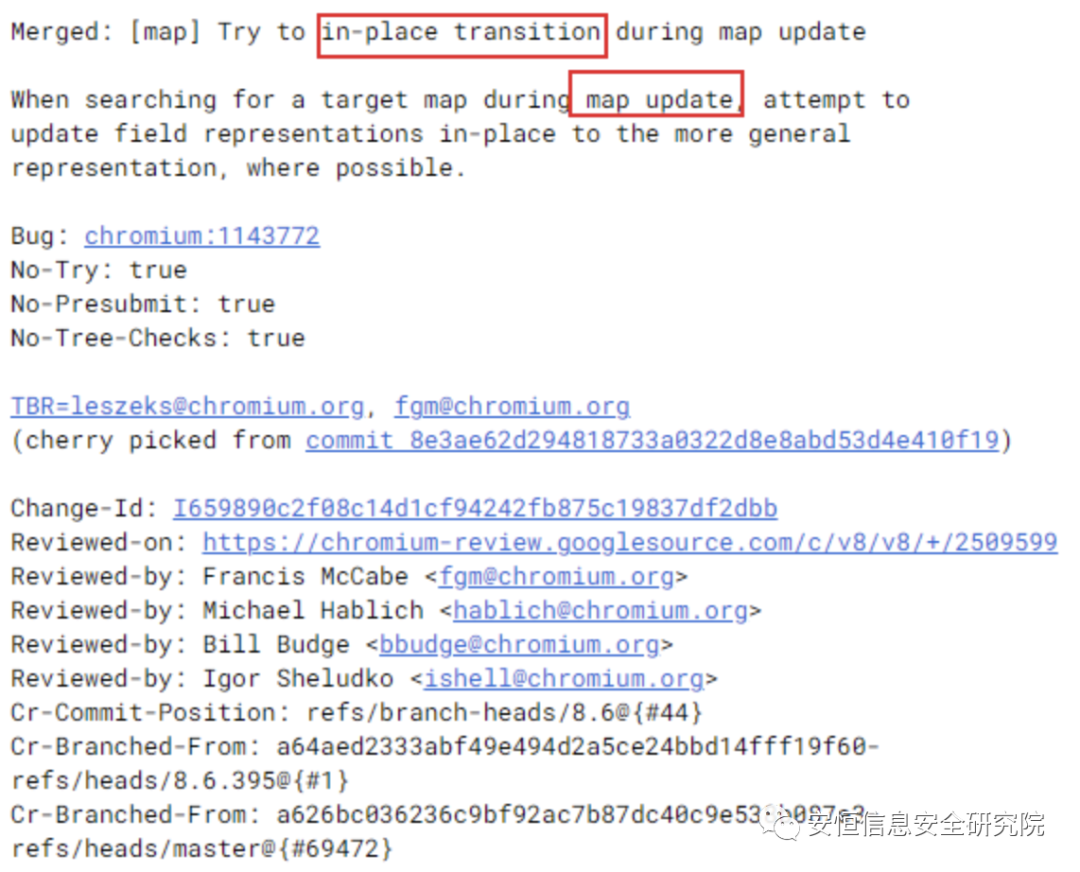 Merged: [map] Try to in-place transition during map update
When searching for a target map during map update, attempt to
update field representations in-place to the more general
representation, where possible.
Bug: chromium:1143772
No-Try: true
No-Presubmit: true
No-Tree-Checks: true
TBR=leszeks@chromium.org, fgm@chromium.org
(cherry picked from commit 8e3ae62d294818733a0322d8e8abd53d4e410f19)
Change-Id: I659890c2f08c14d1cf94242fb875c19837df2dbb
Reviewed-on: https://chromium-review.googlesource.com/c/v8/v8/+/2509599
Reviewed-by: Francis McCabe <fgm@chromium.org>
Reviewed-by: Michael Hablich <hablich@chromium.org>
Reviewed-by: Bill Budge <bbudge@chromium.org>
Reviewed-by: Igor Sheludko <ishell@chromium.org>
Cr-Commit-Position: refs/branch-heads/8.6@{#44}
Cr-Branched-From: a64aed2333abf49e494d2a5ce24bbd14fff19f60-
refs/heads/8.6.395@{#1}
Cr-Branched-From:
refs/heads/master@{#69472}
安恒信息安全研究院